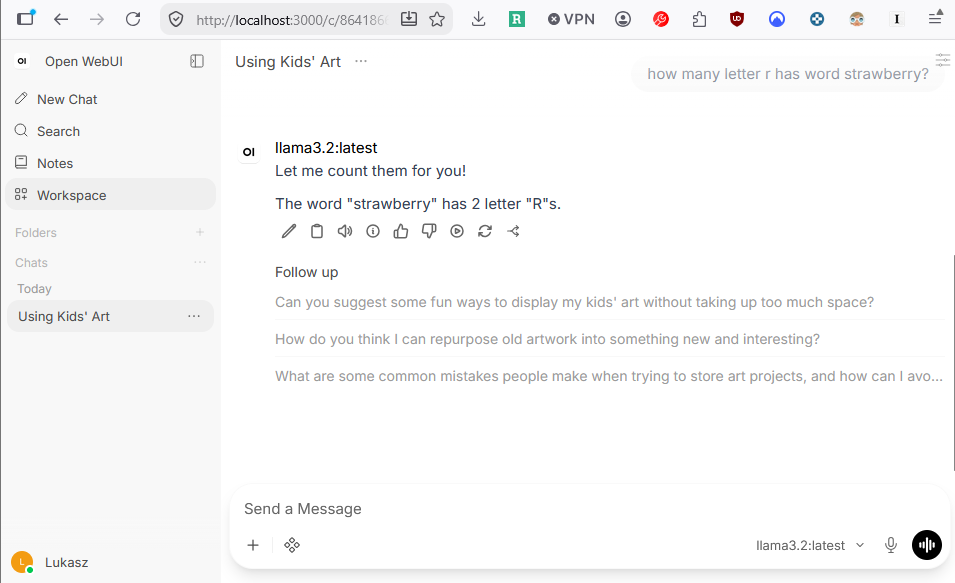 http://localhost:3000/c/86418
R
VPN
UD
I
OI
Open WebUI
New Chat
Search
Notes
Workspace
Folders
Chats
Today
Using Kids' Art
Lukasz
L
Using Kids' Art
how many letter r has word strawberry?
OI
llama3.2:latest
Let me count them for you!
The word "strawberry" has 2 letter "R"s.
Follow up
Can you suggest some fun ways to display my kids' art without taking up too much space?
How do you think I can repurpose old artwork into something new and interesting?
What are some common mistakes people make when trying to store art projects, and how can I avo...
Send a Message
llama3.2:latest